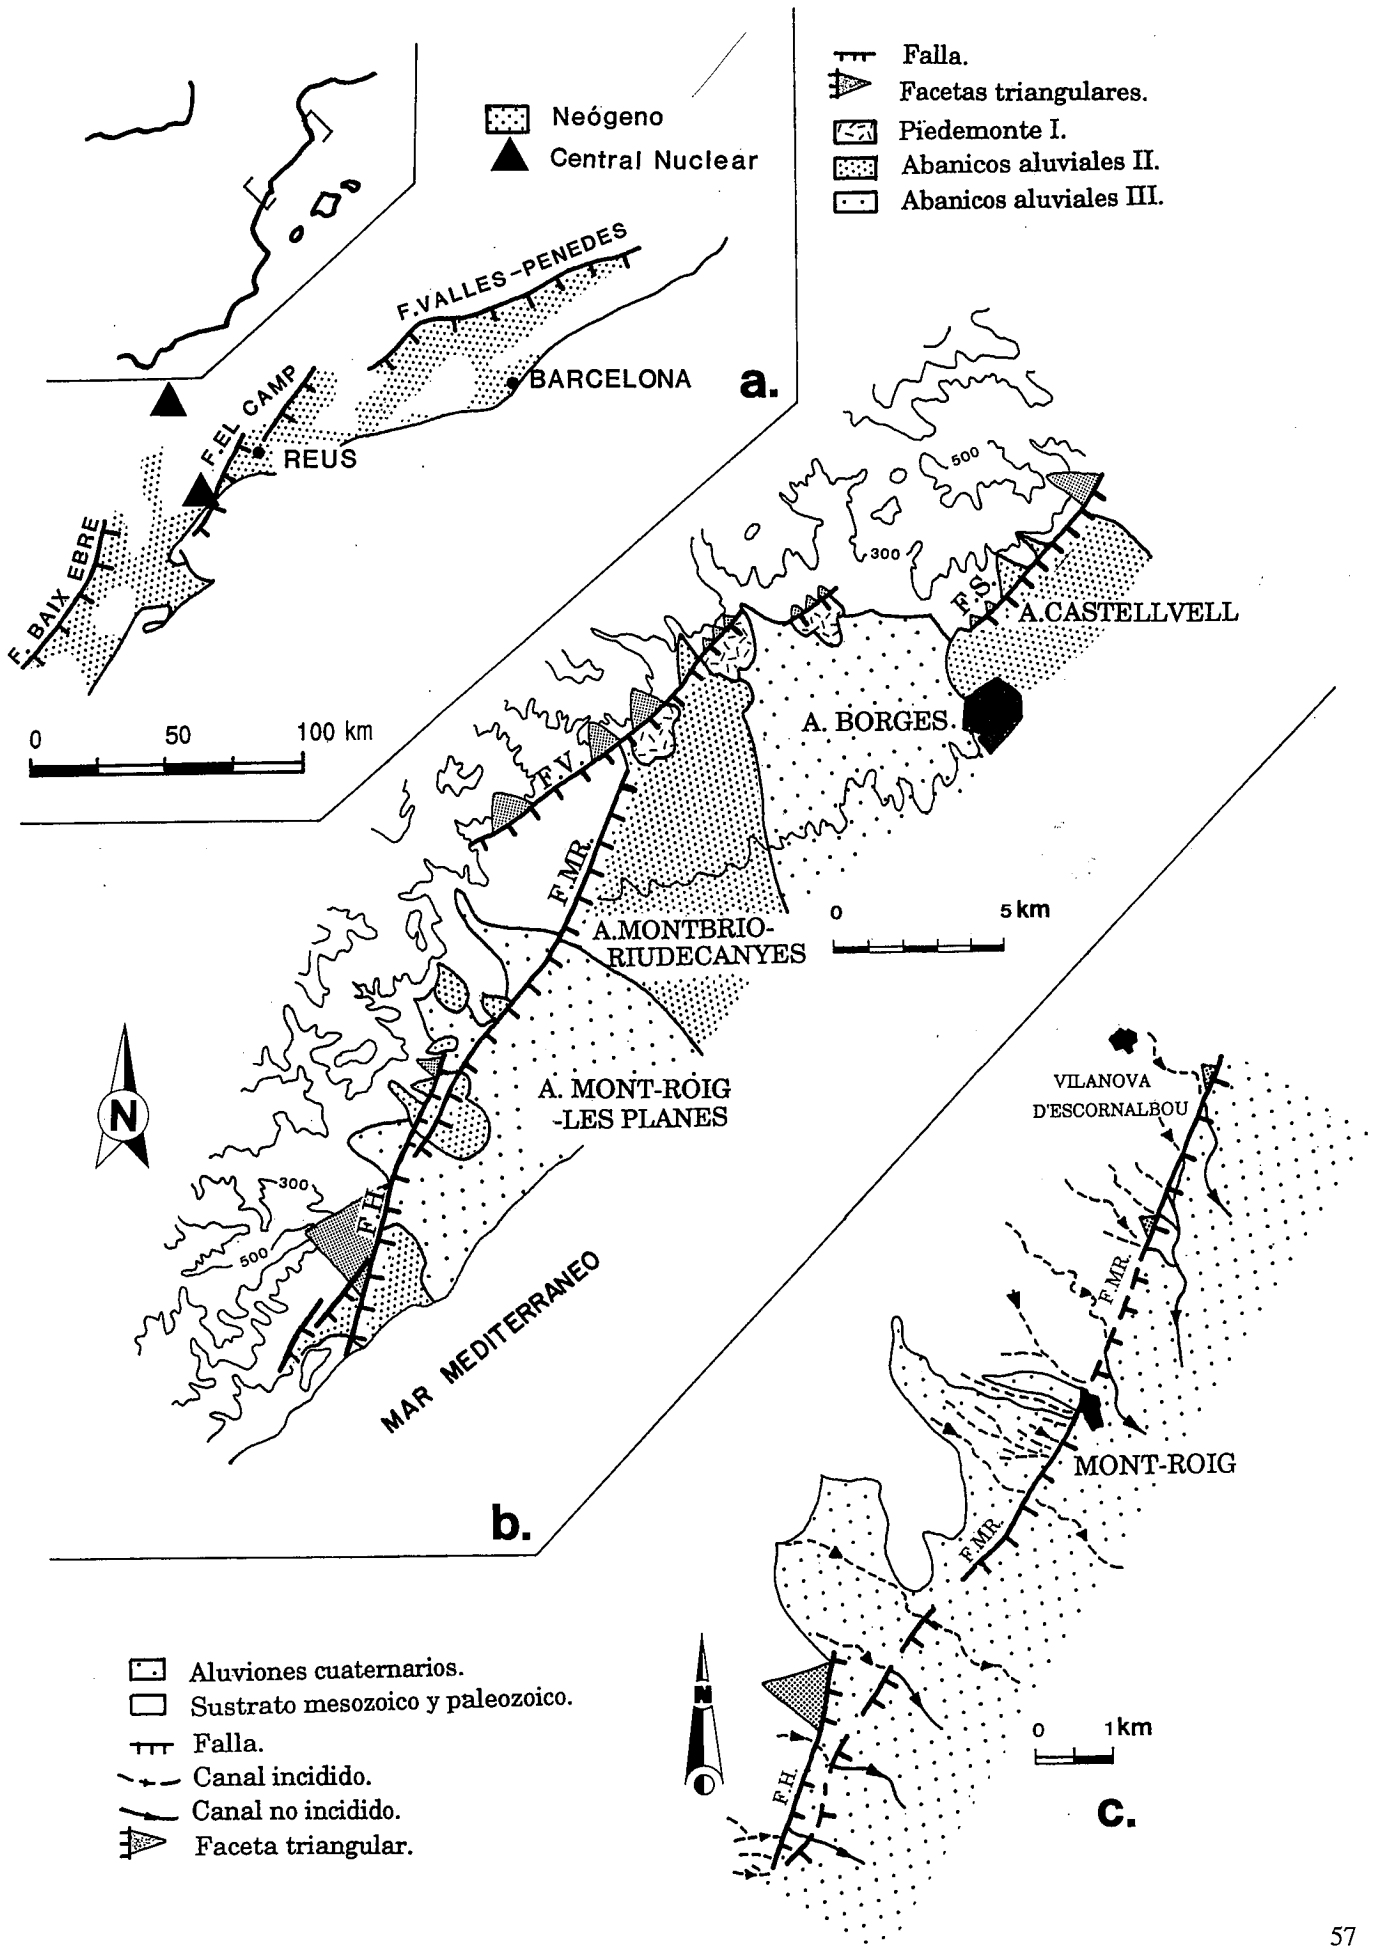 Neógeno
Central Nuclear
F. VALLES-PENEDES
BARCELONA
a.
F. EL CAMP
REUS
F. BAIX EBRE
0 50 100 km
Falla.
Facetas triangulares.
Piedemonte I.
Abanicos aluviales II.
Abanicos aluviales III.
500
300
F.S.
A.CASTELLVELL
A. BORGES.
F.V.
F.MR.
0 5 km
A.MONTBRIO-
RIUDECANYES
N
A. MONT-ROIG
-LES PLANES
300
F.H.
500
MAR MEDITERRANEO
b.
VILANOVA
D'ESCORNALBOU
F.MR.
MONT-ROIG
F.MR.
N
0 1km
F.H.
c.
Aluviones cuaternarios.
Sustrato mesozoico y paleozoico.
Falla.
Canal incidido.
Canal no incidido.
Faceta triangular.
57